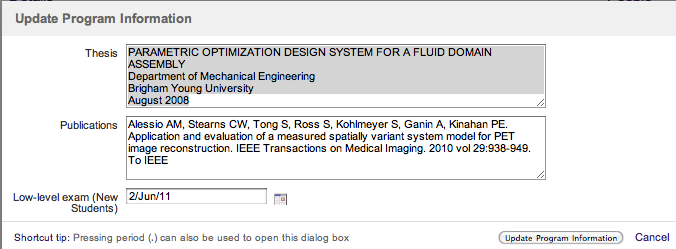 Update Program Information
Thesis
PARAMETRIC OPTIMIZATION DESIGN SYSTEM FOR A FLUID DOMAIN
ASSEMBLY
Department of Mechanical Engineering
Brigham Young University
August 2008
Publications
Alessio AM, Stearns CW, Tong S, Ross S, Kohlmeyer S, Ganin A, Kinahan PE.
Application and evaluation of a measured spatially variant system model for PET
image reconstruction. IEEE Transactions on Medical Imaging. 2010 vol 29:938-949.
To IEEE
Low-level exam (New
Students)
2/Jun/11
Shortcut tip: Pressing period (.) can also be used to open this dialog box
Update Program Information
Cancel